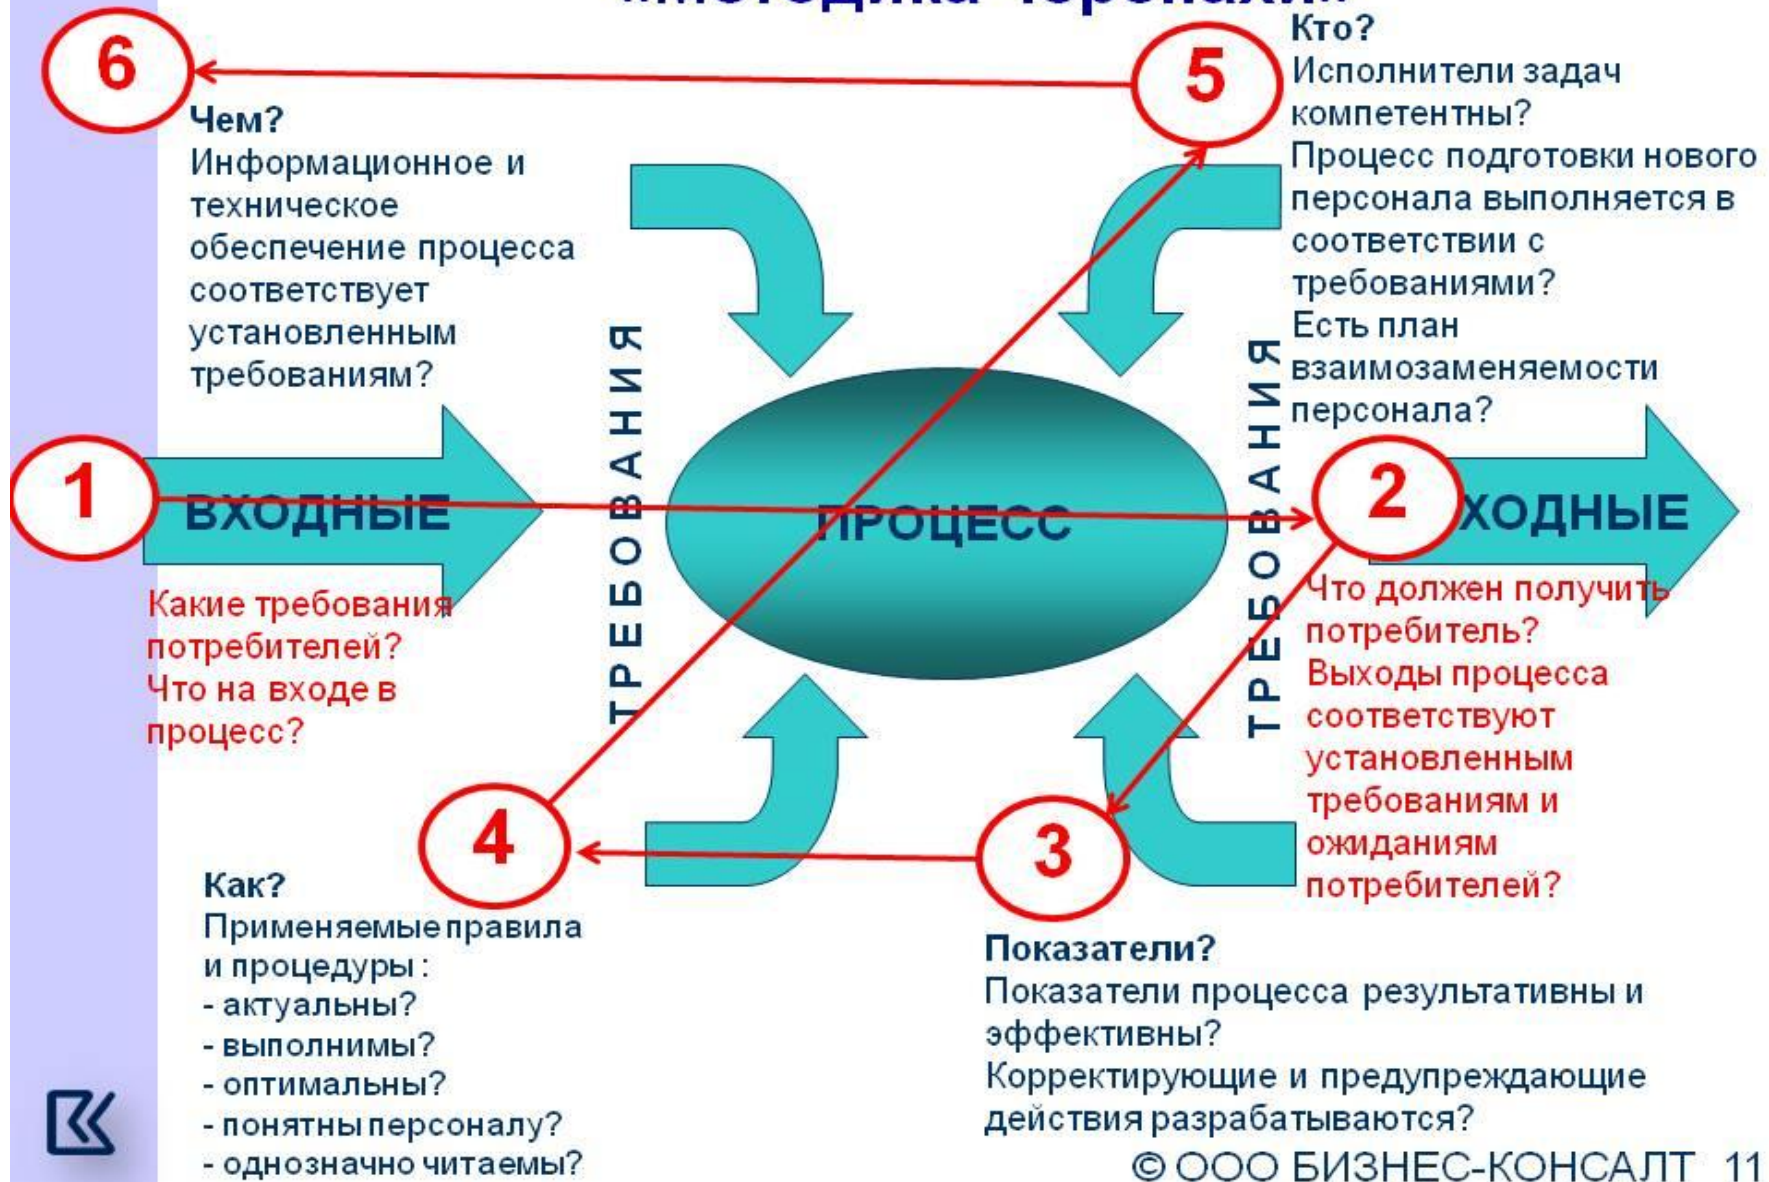 «Методика Черепахи»
6
Чем?
Информационное и
техническое
обеспечение процесса
соответствует
установленным
требованиям?
5
Кто?
Исполнители задач
компетентны?
Процесс подготовки нового
персонала выполняется в
соответствии с
требованиями?
Есть план
взаимозаменяемости
персонала?
1
ВХОДНЫЕ
Какие требования
потребителей?
Что на входе в
процесс?
ТРЕБОВАНИЯ
ПРОЦЕСС
ТРЕБОВАНИЯ
2
ХОДНЫЕ
Что должен получить
потребитель?
Выходы процесса
соответствуют
установленным
требованиям и
ожиданиям
потребителей?
4
Как?
Применяемые правила
и процедуры :
- актуальны?
- выполнимы?
- оптимальны?
- понятны персоналу?
- однозначно читаемы?
3
Показатели?
Показатели процесса результативны и
эффективны?
Корректирующие и предупреждающие
действия разрабатываются?
© ООО БИЗНЕС-КОНСАЛТ 11